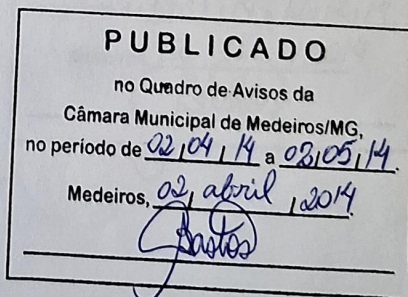 PUBLICADO
no Quadro de Avisos da
Câmara Municipal de Medeiros/MG,
no período de 02/04/14 a 02/05/14.
Medeiros, 02, abril, 2014.
Bastos